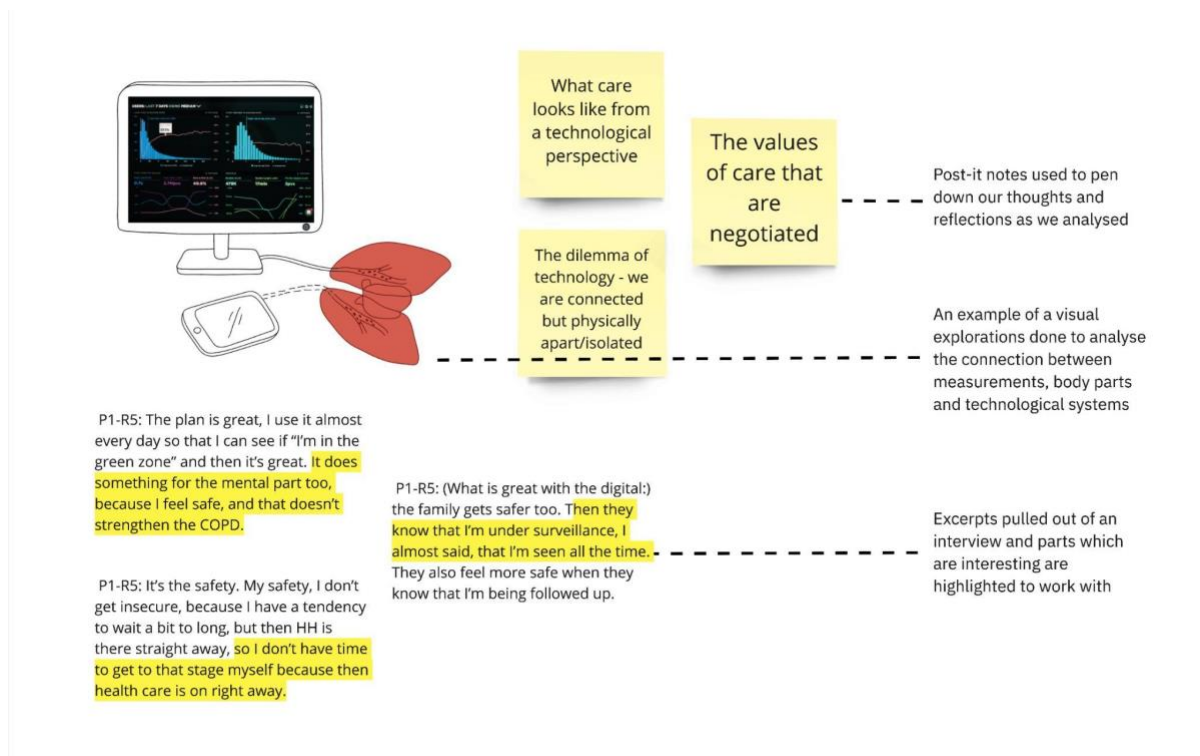 What care
looks like from
a technological
perspective
The values
of care that
are
negotiated
The dilemma of
technology - we
are connected
but physically
apart/isolated
Post-it notes used to pen
down our thoughts and
reflections as we analysed
An example of a visual
explorations done to analyse
the connection between
measurements, body parts
and technological systems
P1-R5: The plan is great, I use it almost
every day so that I can see if “I’m in the
green zone” and then it’s great. It does
something for the mental part too,
because I feel safe, and that doesn’t
strengthen the COPD.
P1-R5: (What is great with the digital:)
the family gets safer too. Then they
know that I’m under surveillance, I
almost said, that I’m seen all the time.
They also feel more safe when they
know that I’m being followed up.
P1-R5: It’s the safety. My safety, I don’t
get insecure, because I have a tendency
to wait a bit to long, but then HH is
there straight away, so I don’t have time
to get to that stage myself because then
health care is on right away.
Excerpts pulled out of an
interview and parts which
are interesting are
highlighted to work with